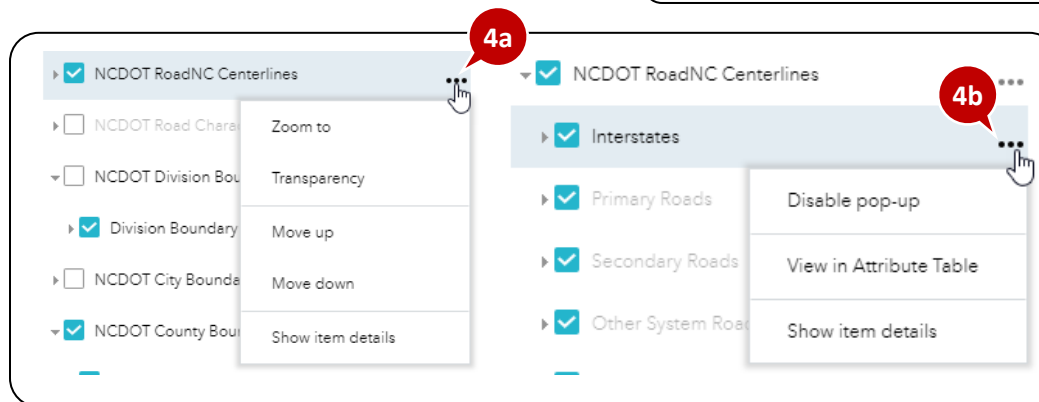 4a
NCDOT RoadNC Centerlines
NCDOT Road Chara
NCDOT Division Bou
Division Boundary
NCDOT City Bounda
NCDOT County Bour
Zoom to
Transparency
Move up
Move down
Show item details
4b
NCDOT RoadNC Centerlines
Interstates
Primary Roads
Secondary Roads
Other System Road
Disable pop-up
View in Attribute Table
Show item details